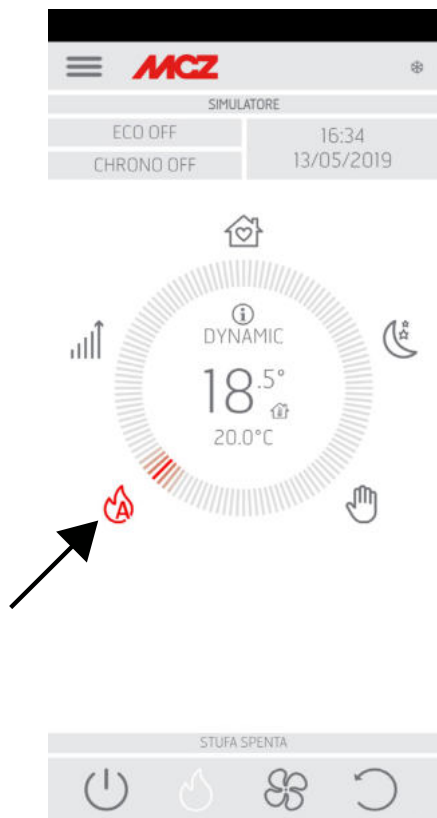 MCZ
SIMULATORE
ECO OFF
CHRONO OFF
16:34
13/05/2019
i
DYNAMIC
18.5°
20.0°C
A
STUFA SPENTA